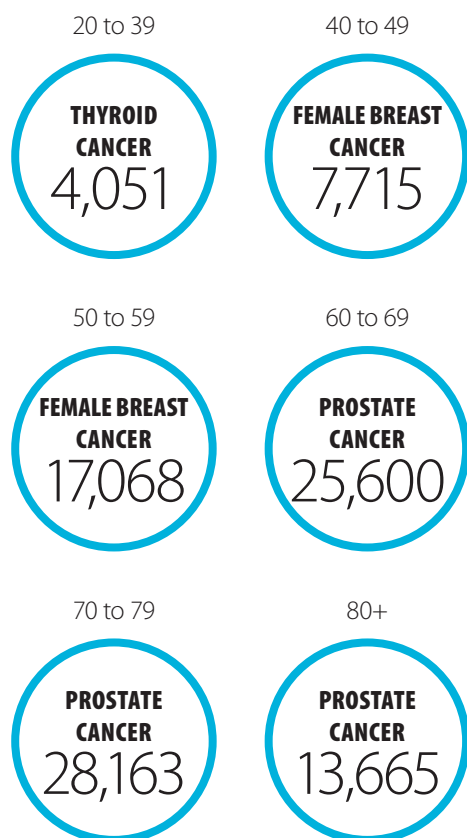 20 to 39
THYROID
CANCER
4,051
40 to 49
FEMALE BREAST
CANCER
7,715
50 to 59
FEMALE BREAST
CANCER
17,068
60 to 69
PROSTATE
CANCER
25,600
70 to 79
PROSTATE
CANCER
28,163
80+
PROSTATE
CANCER
13,665